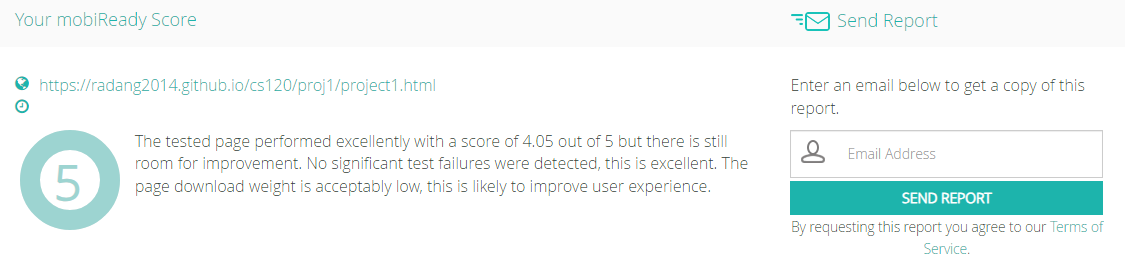 Your mobiReady Score
https://radang2014.github.io/cs120/proj1/project1.html
5
The tested page performed excellently with a score of 4.05 out of 5 but there is still
room for improvement. No significant test failures were detected, this is excellent. The
page download weight is acceptably low, this is likely to improve user experience.
Send Report
Enter an email below to get a copy of this
report.
Email Address
SEND REPORT
By requesting this report you agree to our Terms of
Service.